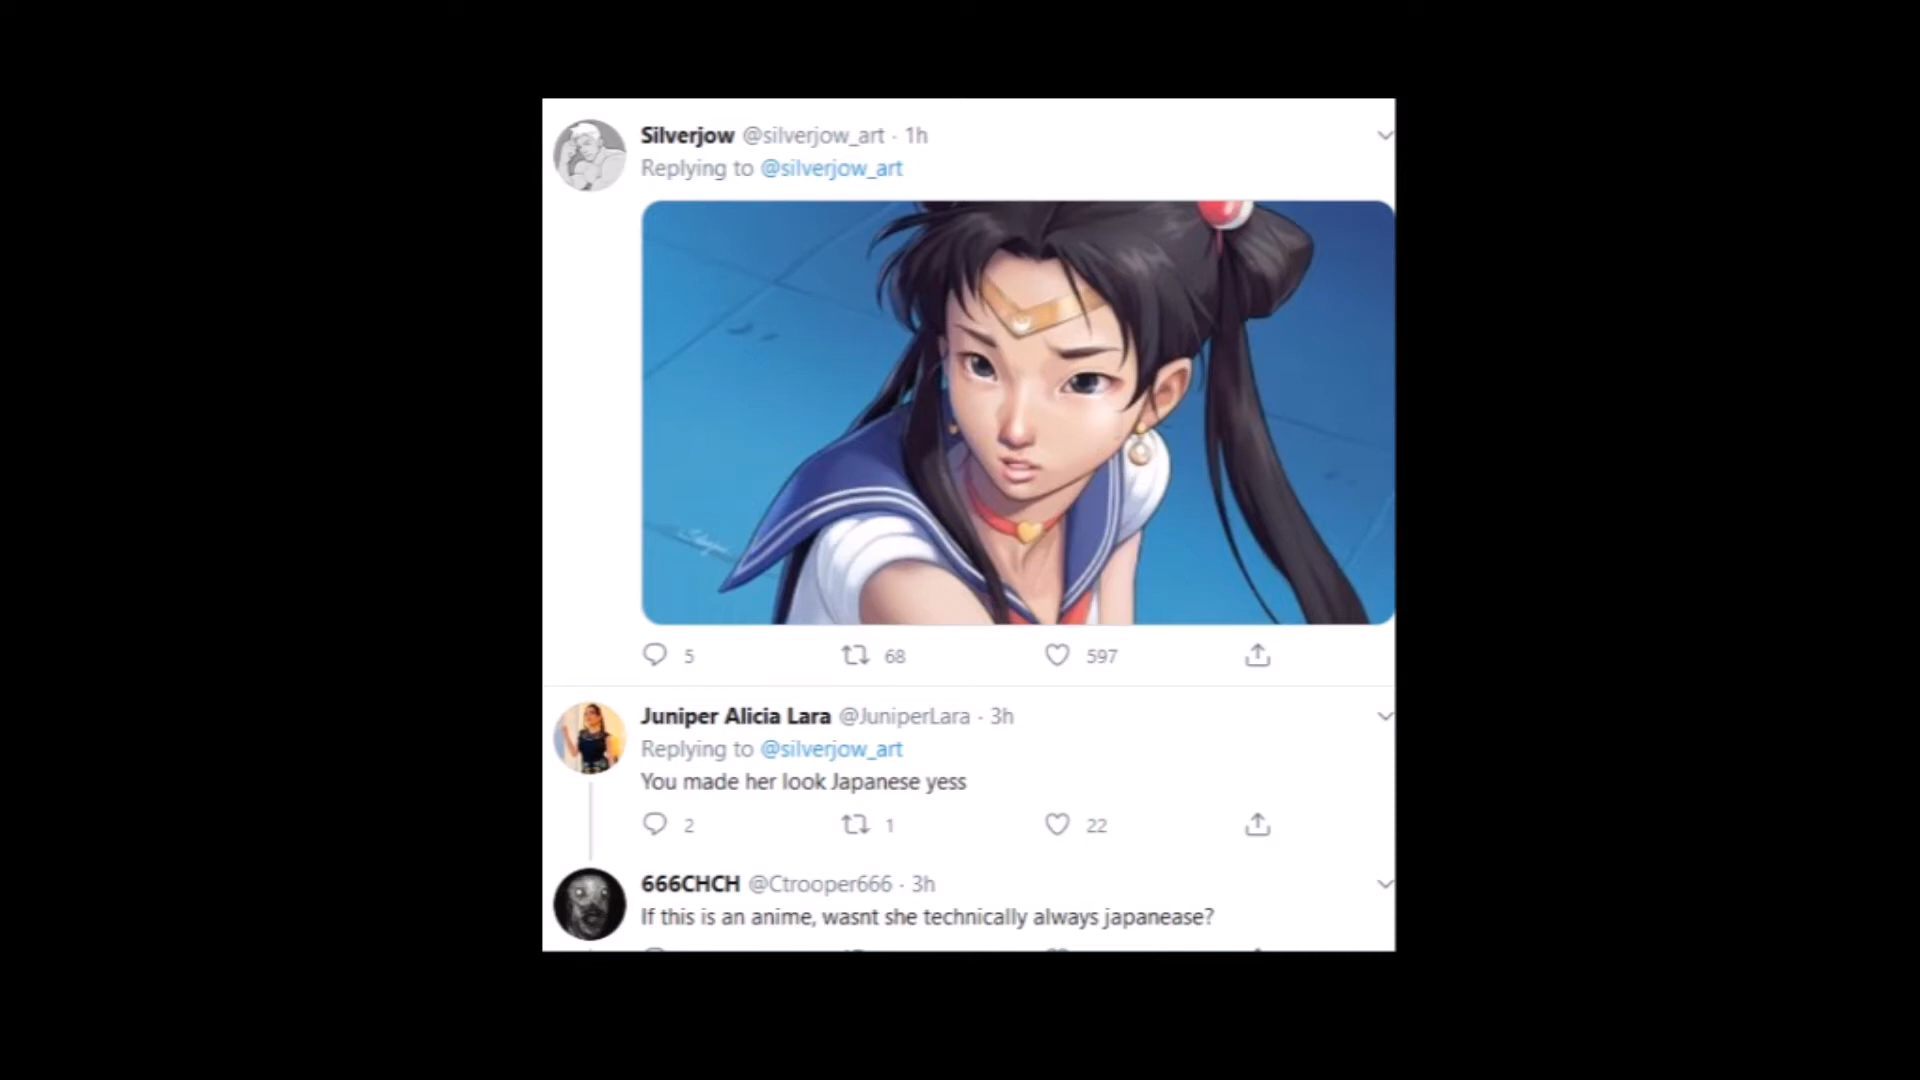 Silverjow @silverjow_art · 1h
Replying to @silverjow_art
5 68 597
Juniper Alicia Lara @JuniperLara · 3h
Replying to @silverjow_art
You made her look Japanese yess
2 1 22
666CHCH @Ctrooper666 · 3h
If this is an anime, wasnt she technically always japanease?